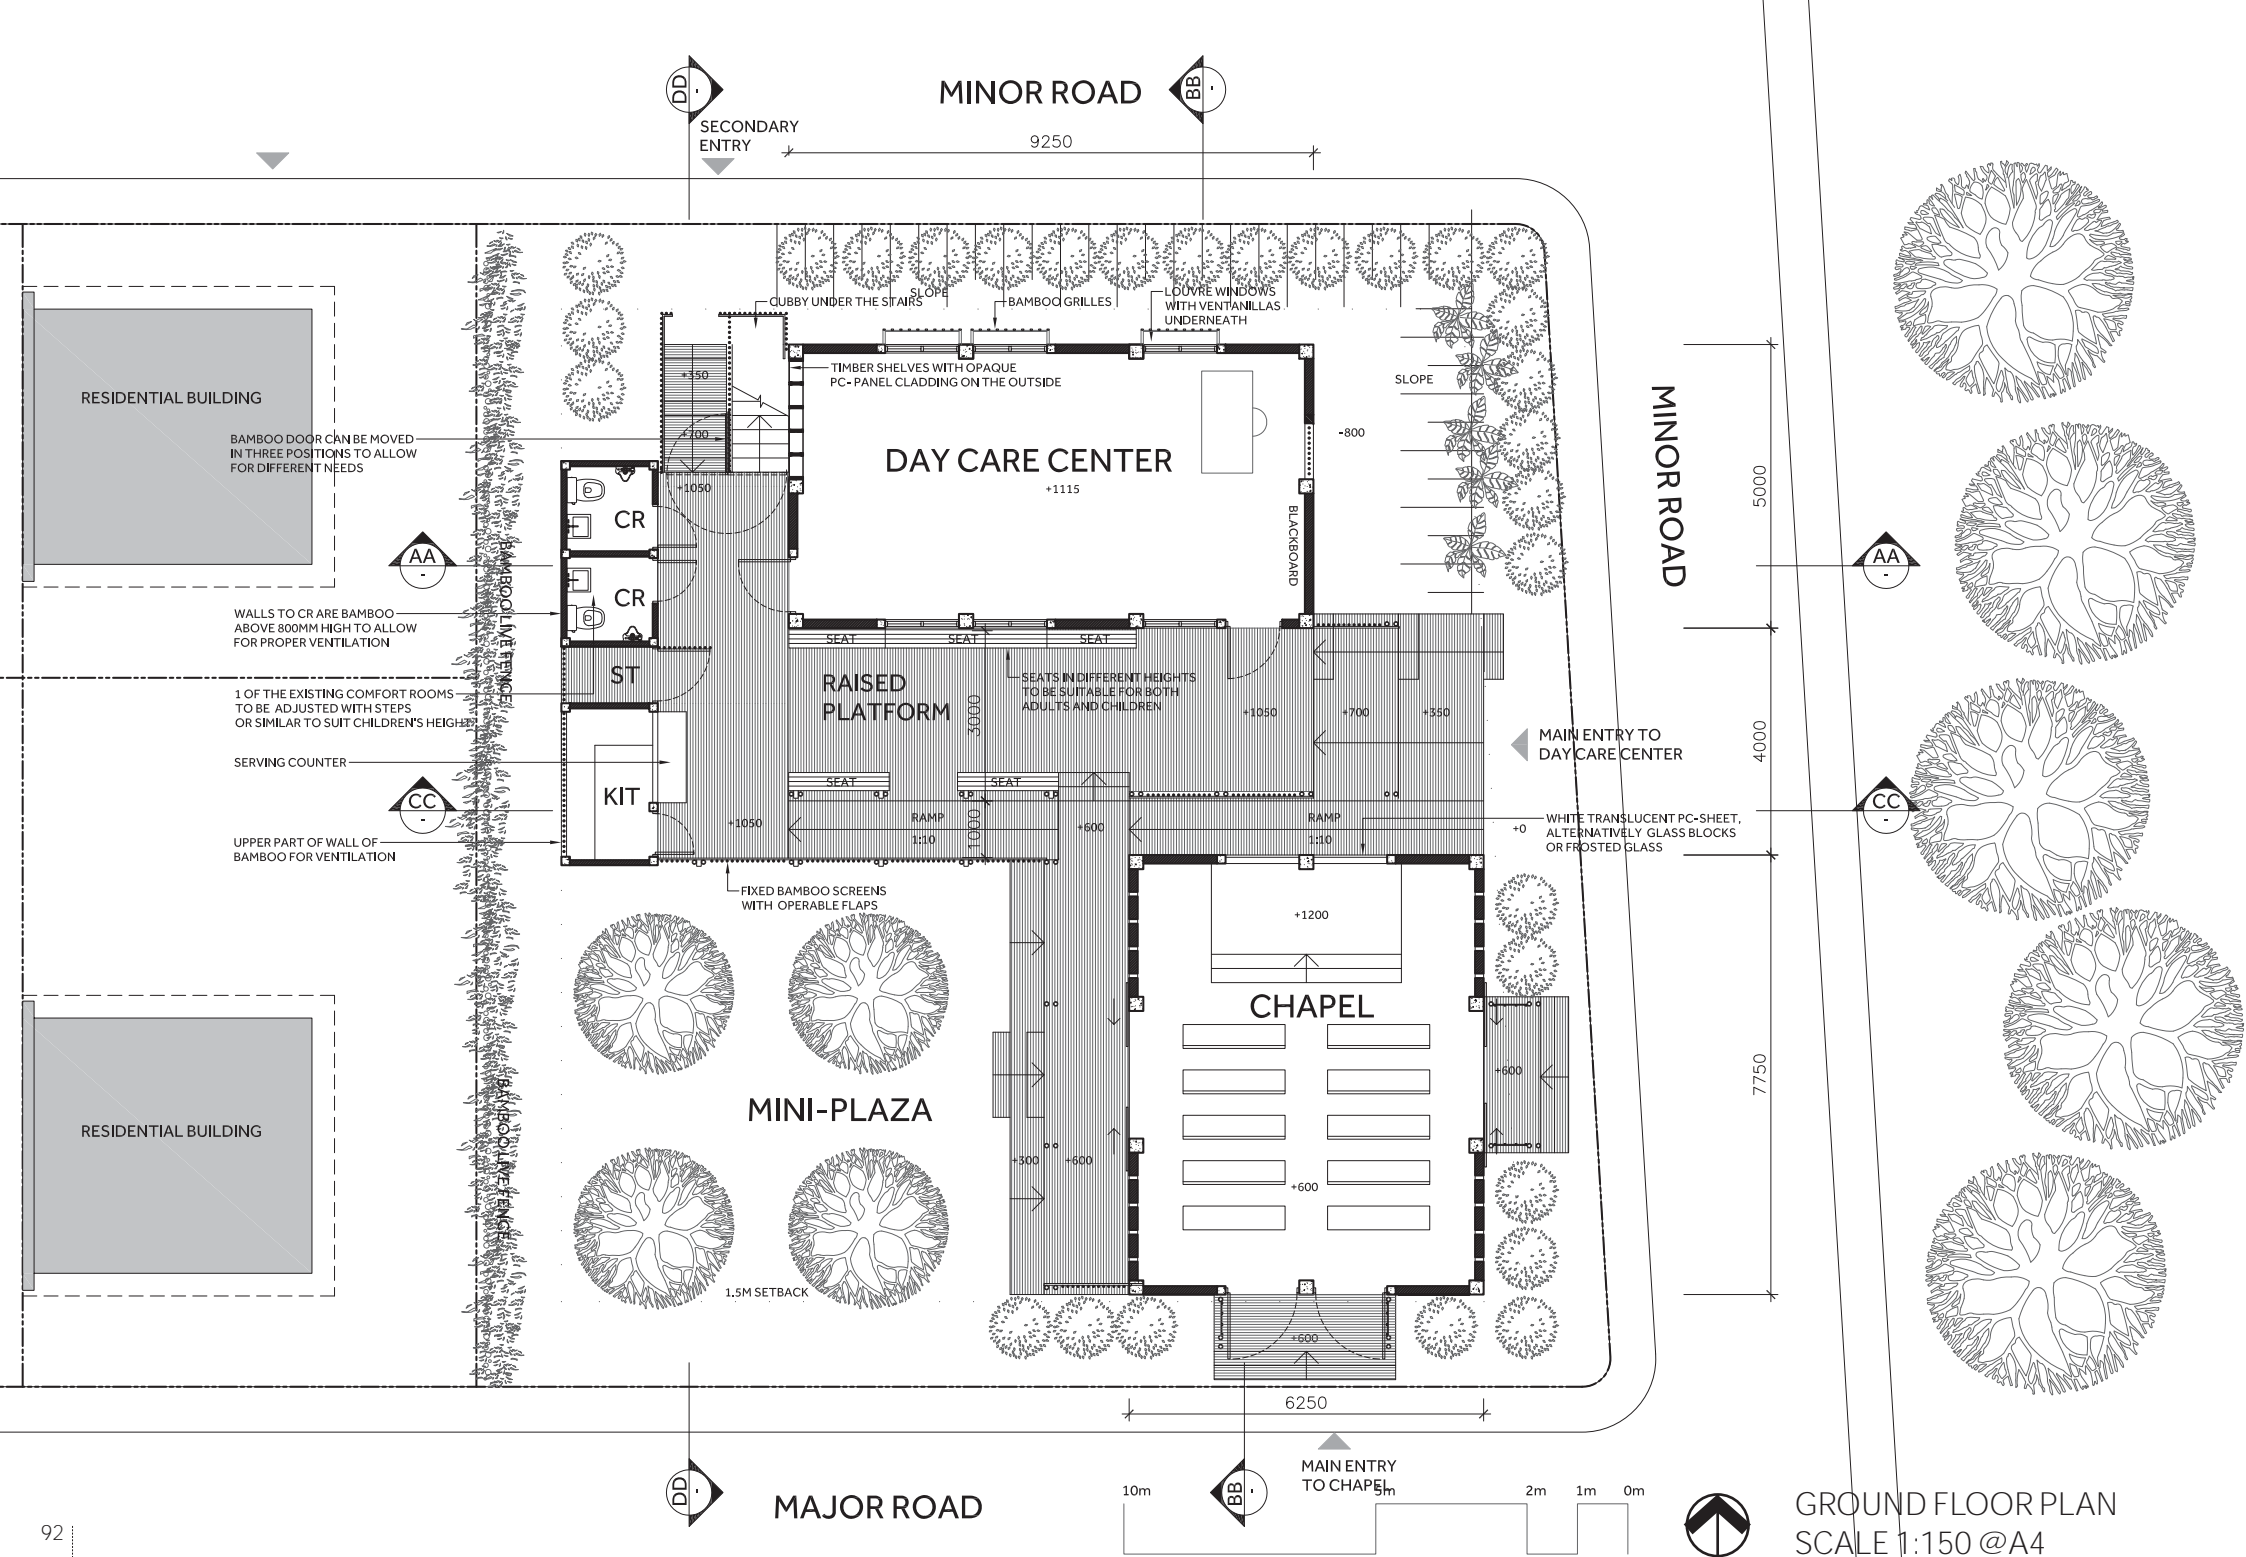 DD
-
MINOR ROAD
BB
-
SECONDARY
ENTRY
9250
SLOPE
CUBBY UNDER THE STAIRS
BAMBOO GRILLES
LOUVRE WINDOWS
WITH VENTANILLAS
UNDERNEATH
TIMBER SHELVES WITH OPAQUE
PC- PANEL CLADDING ON THE OUTSIDE
+350
SLOPE
RESIDENTIAL BUILDING
BAMBOO DOOR CAN BE MOVED
IN THREE POSITIONS TO ALLOW
FOR DIFFERENT NEEDS
+700
-800
MINOR ROAD
DAY CARE CENTER
+1115
+1050
5000
CR
BLACKBOARD
AA
-
BAMBOO LIVE FENCE
AA
-
CR
WALLS TO CR ARE BAMBOO
ABOVE 800MM HIGH TO ALLOW
FOR PROPER VENTILATION
SEAT
SEAT
SEAT
ST
RAISED
PLATFORM
SEATS IN DIFFERENT HEIGHTS
TO BE SUITABLE FOR BOTH
ADULTS AND CHILDREN
1 OF THE EXISTING COMFORT ROOMS
TO BE ADJUSTED WITH STEPS
OR SIMILAR TO SUIT CHILDREN'S HEIGHT
3000
+1050
+700
+350
MAIN ENTRY TO
DAY CARE CENTER
4000
SERVING COUNTER
SEAT
SEAT
KIT
CC
-
CC
-
+1050
RAMP
1:10
1000
+600
RAMP
1:10
+0
WHITE TRANSLUCENT PC-SHEET,
ALTERNATIVELY GLASS BLOCKS
OR FROSTED GLASS
UPPER PART OF WALL OF
BAMBOO FOR VENTILATION
FIXED BAMBOO SCREENS
WITH OPERABLE FLAPS
+1200
CHAPEL
+600
7750
MINI-PLAZA
RESIDENTIAL BUILDING
BAMBOO LIVE FENCE
+300
+600
+600
1.5M SETBACK
+600
6250
MAIN ENTRY
TO CHAPEL
DD
-
MAJOR ROAD
BB
-
10m
5m
2m
1m
0m
GROUND FLOOR PLAN
SCALE 1:150 @A4
92